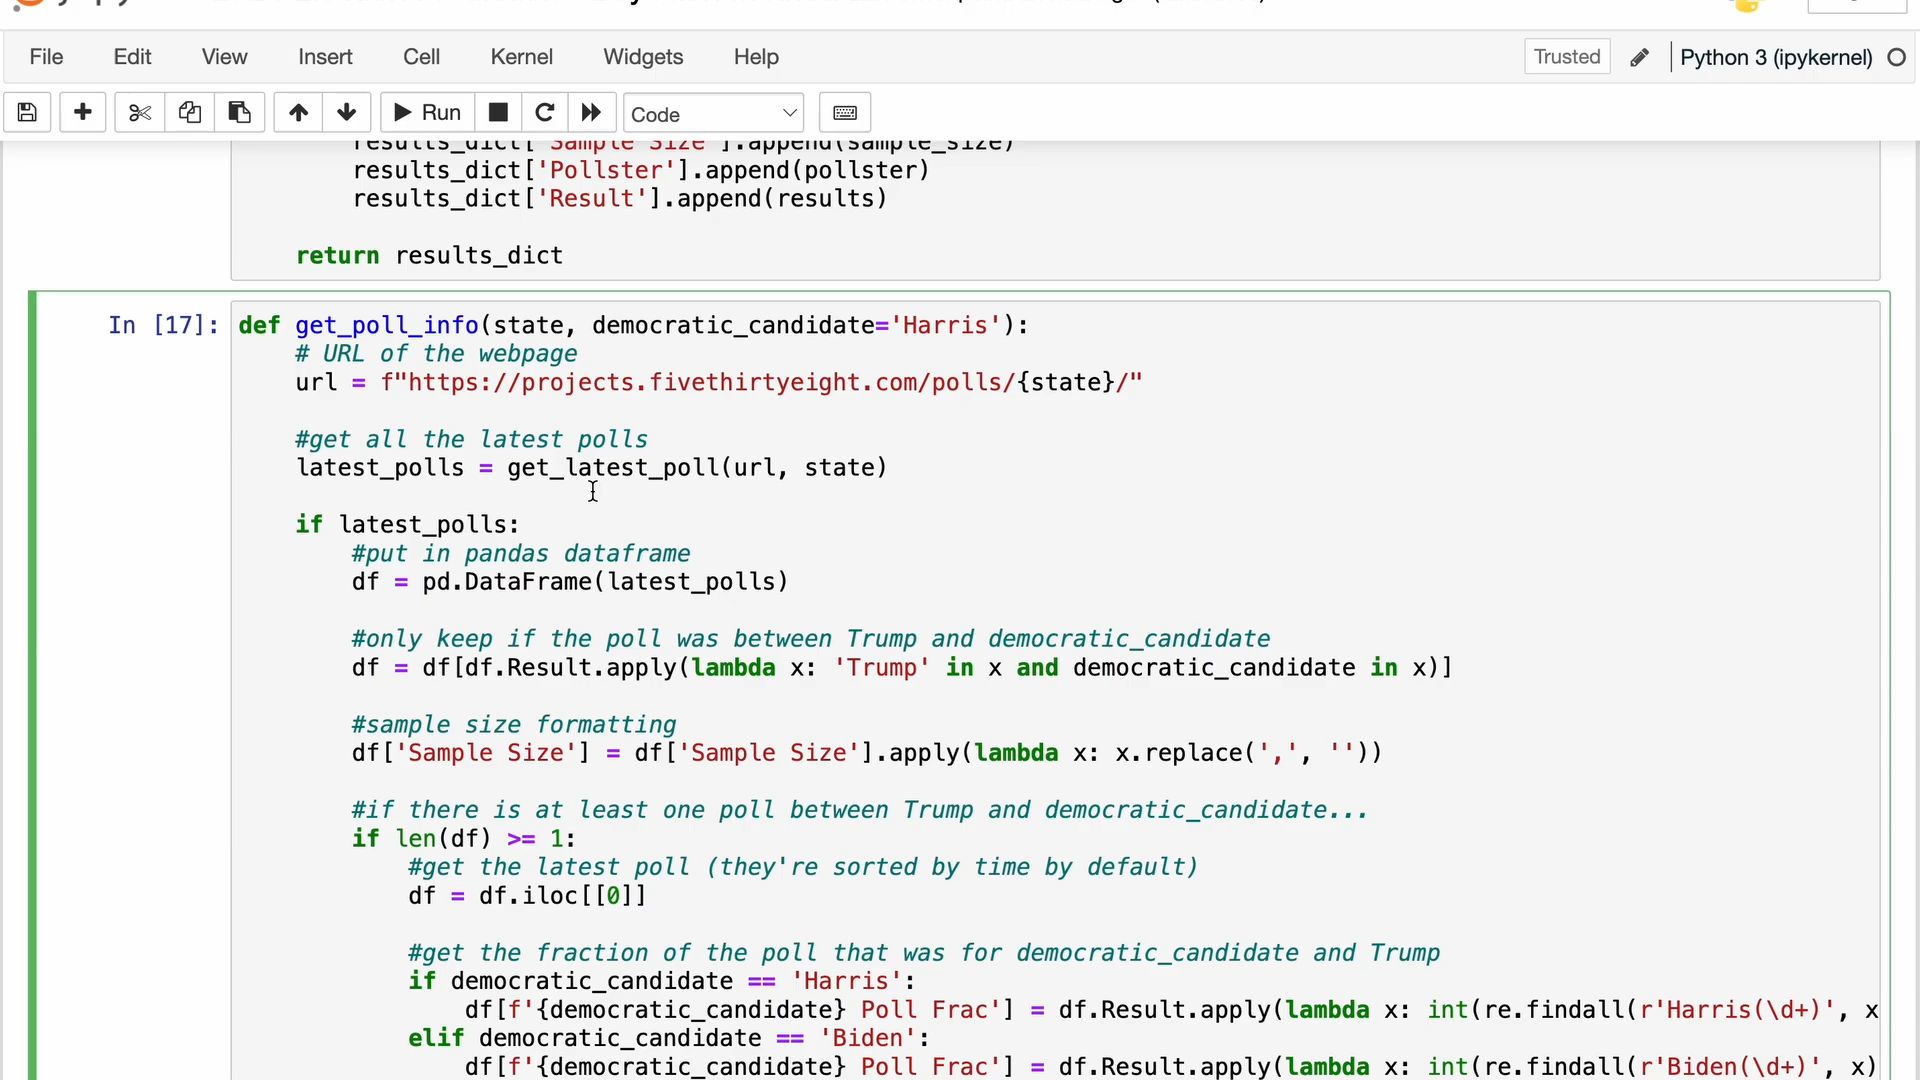 File Edit View Insert Cell Kernel Widgets Help Trusted Python 3 (ipykernel)
Run Code
results_dict['Sample Size'].append(sample_size)
results_dict['Pollster'].append(pollster)
results_dict['Result'].append(results)
return results_dict
In [17]: def get_poll_info(state, democratic_candidate='Harris'):
# URL of the webpage
url = f"https://projects.fivethirtyeight.com/polls/{state}/"
#get all the latest polls
latest_polls = get_latest_poll(url, state)
if latest_polls:
#put in pandas dataframe
df = pd.DataFrame(latest_polls)
#only keep if the poll was between Trump and democratic_candidate
df = df[df.Result.apply(lambda x: 'Trump' in x and democratic_candidate in x)]
#sample size formatting
df['Sample Size'] = df['Sample Size'].apply(lambda x: x.replace(',', ''))
#if there is at least one poll between Trump and democratic_candidate...
if len(df) >= 1:
#get the latest poll (they're sorted by time by default)
df = df.iloc[[0]]
#get the fraction of the poll that was for democratic_candidate and Trump
if democratic_candidate == 'Harris':
df[f'{democratic_candidate} Poll Frac'] = df.Result.apply(lambda x: int(re.findall(r'Harris(\d+)', x
elif democratic_candidate == 'Biden':
df[f'{democratic_candidate} Poll Frac'] = df.Result.apply(lambda x: int(re.findall(r'Biden(\d+)', x)